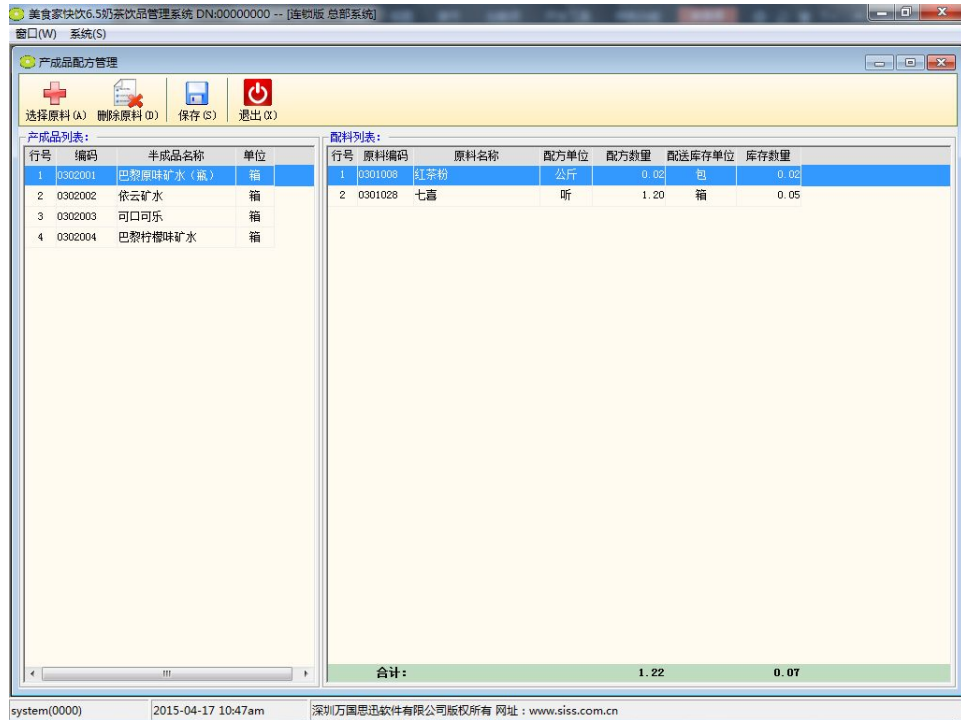 美食家快饮6.5奶茶饮品管理系统 DN:00000000 -- [连锁版 总部系统]
窗口(W) 系统(S)
产成品配方管理
选择原料(A) 删除原料(D) 保存(S) 退出(X)
产成品列表: 配料列表:
行号 编码 半成品名称 单位 行号 原料编码 原料名称 配方单位 配方数量 配送库存单位 库存数量
1 0302001 巴黎原味矿水(瓶) 箱 1 0301008 红茶粉 公斤 0.02 包 0.02
2 0302002 依云矿水 箱 2 0301028 七喜 听 1.20 箱 0.05
3 0302003 可口可乐 箱
4 0302004 巴黎柠檬味矿水 箱
合计: 1.22 0.07
system(0000) 2015-04-17 10:47am 深圳万国思迅软件有限公司版权所有 网址:www.siss.com.cn